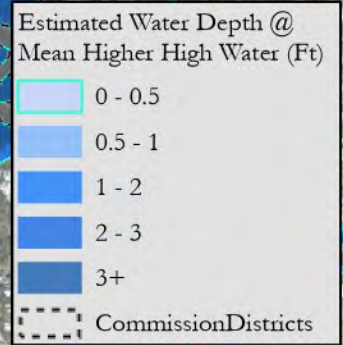 Estimated Water Depth @
Mean Higher High Water (Ft)
0 - 0.5
0.5 - 1
1 - 2
2 - 3
3+
CommissionDistricts